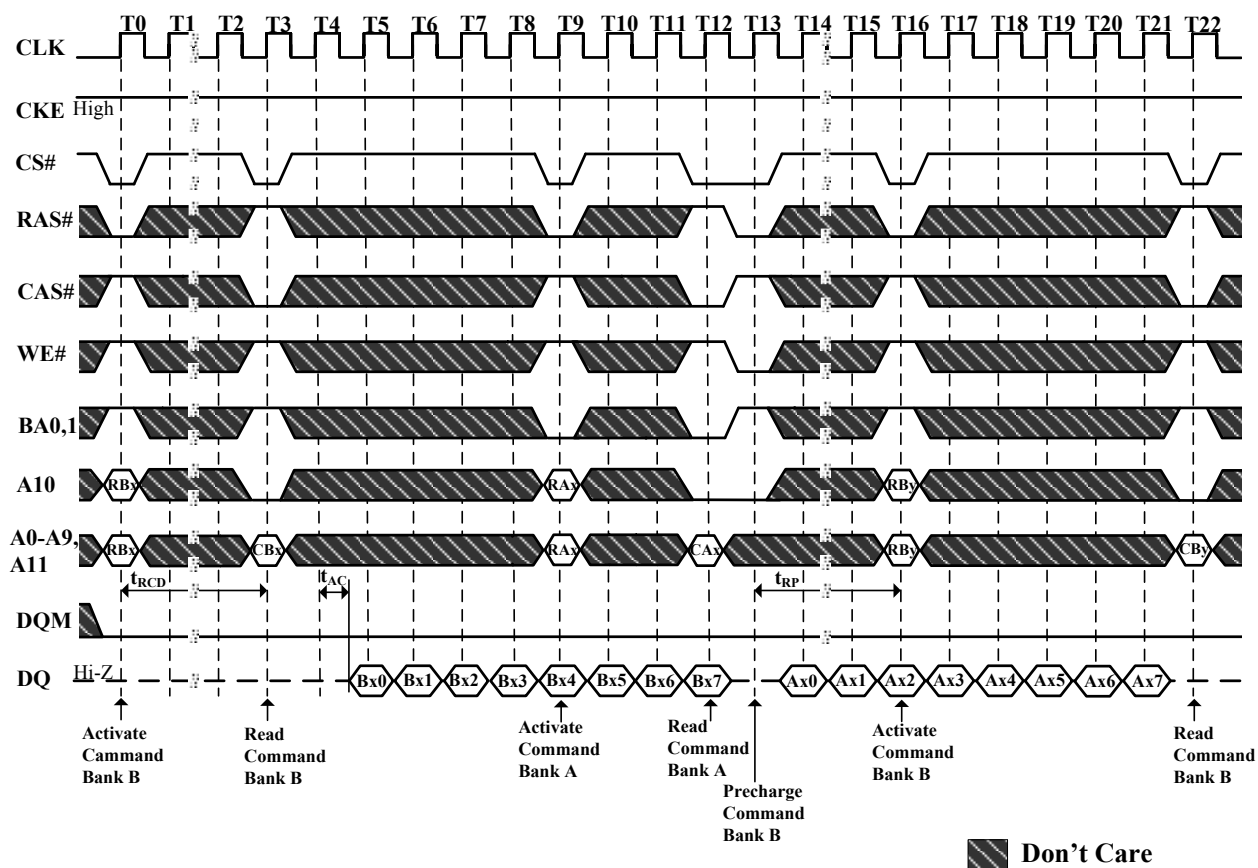 T0 T1 T2 T3 T4 T5 T6 T7 T8 T9 T10 T11 T12 T13 T14 T15 T16 T17 T18 T19 T20 T21 T22
CLK
CKE High
CS#
RAS#
CAS#
WE#
BA0,1
A10 RBx RAx RBy
A0-A9,
A11 RBx CBx RAx CAx RBy CBy
tRCD tAC tRP
DQM
DQ Hi-Z Bx0 Bx1 Bx2 Bx3 Bx4 Bx5 Bx6 Bx7 Ax0 Ax1 Ax2 Ax3 Ax4 Ax5 Ax6 Ax7
Activate
Cammand
Bank B
Read
Command
Bank B
Activate
Command
Bank A
Read
Command
Bank A
Precharge
Command
Bank B
Activate
Command
Bank B
Read
Command
Bank B
Don't Care